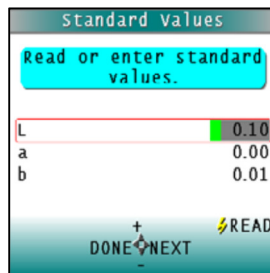 Standard Values
Read or enter standard
values.
L 0.10
a 0.00
b 0.01
+ READ
DONE NEXT
-